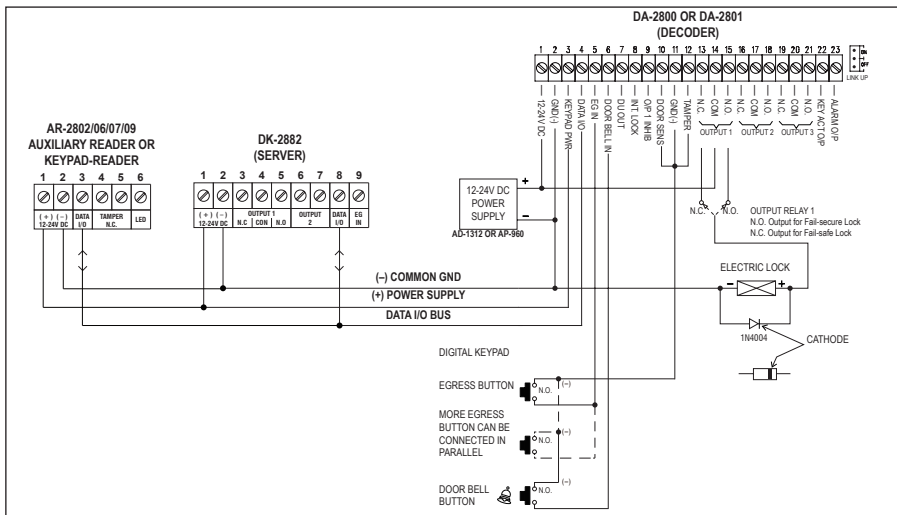 DA-2800 OR DA-2801
(DECODER)
1 2 3 4 5 6 7 8 9 10 11 12 13 14 15 16 17 18 19 20 21 22 23
ON
OFF
LINK UP
12-24V DC
GND(-)
KEYPAD PWR
DATA I/O
EG IN
DOOR BELL IN
DU OUT
INT. LOCK
O/P 1 INHIB
DOOR SENS
GND(-)
TAMPER
N.C.
COM
N.O.
N.C.
COM
N.O.
N.C.
COM
N.O.
KEY ACT O/P
ALARM O/P
OUTPUT 1
OUTPUT 2
OUTPUT 3
AR-2802/06/07/09
AUXILIARY READER OR
KEYPAD-READER
1 2 3 4 5 6
(+) (-)
12-24V DC
DATA
I/O
TAMPER
N.C.
LED
DK-2882
(SERVER)
1 2 3 4 5 6 7 8 9
(+) (-)
12-24V DC
OUTPUT 1
N.C CON N.O
OUTPUT
2
DATA
I/O
EG
IN
+
12-24V DC
POWER
SUPPLY
–
AD-1312 OR AP-960
N.C.
N.O.
OUTPUT RELAY 1
N.O. Output for Fail-secure Lock
N.C. Output for Fail-safe Lock
ELECTRIC LOCK
– +
1N4004
CATHODE
(–) COMMON GND
(+) POWER SUPPLY
DATA I/O BUS
DIGITAL KEYPAD
EGRESS BUTTON
N.O.
(–)
MORE EGRESS
BUTTON CAN BE
CONNECTED IN
PARALLEL
N.O.
(–)
DOOR BELL
BUTTON
N.O.
(–)